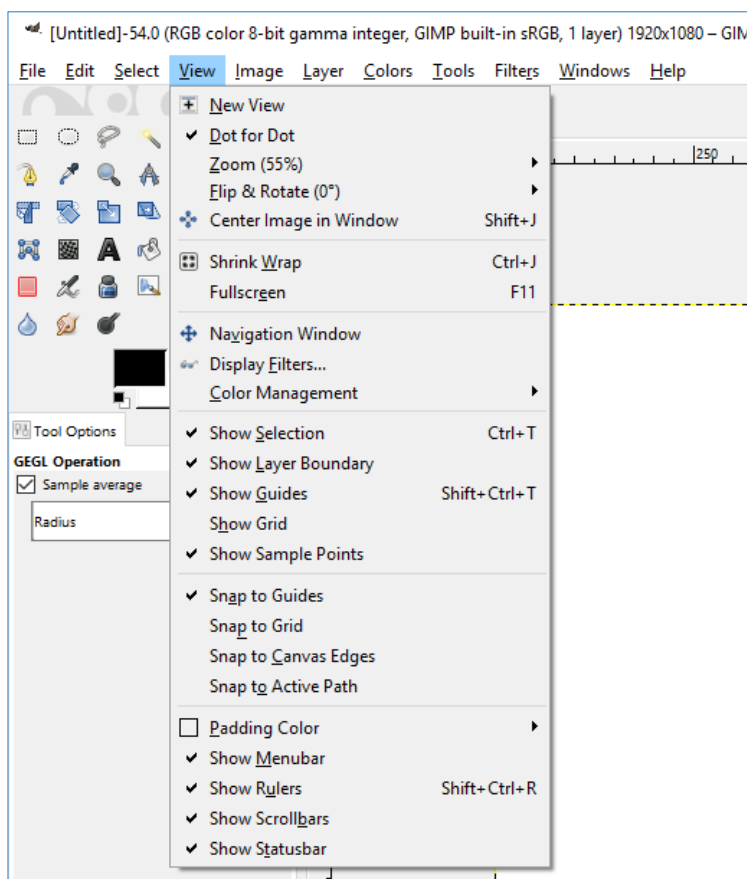 [Untitled]-54.0 (RGB color 8-bit gamma integer, GIMP built-in sRGB, 1 layer) 1920x1080 – GIM
File Edit Select View Image Layer Colors Tools Filters Windows Help
New View
Dot for Dot
Zoom (55%)
Flip & Rotate (0°)
Center Image in Window Shift+J
Shrink Wrap Ctrl+J
Fullscreen F11
Navigation Window
Display Filters...
Color Management
Show Selection Ctrl+T
Show Layer Boundary
Show Guides Shift+Ctrl+T
Show Grid
Show Sample Points
Snap to Guides
Snap to Grid
Snap to Canvas Edges
Snap to Active Path
Padding Color
Show Menubar
Show Rulers Shift+Ctrl+R
Show Scrollbars
Show Statusbar
250
Tool Options
GEGL Operation
Sample average
Radius